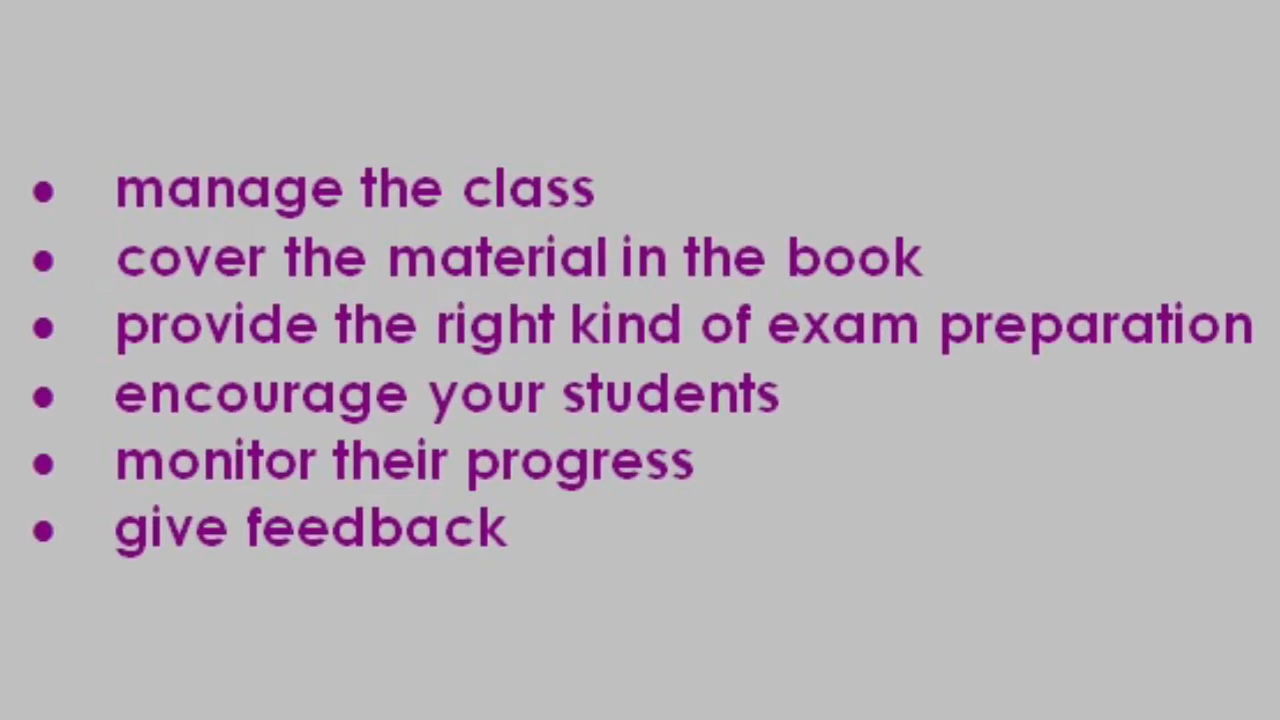 • manage the class
• cover the material in the book
• provide the right kind of exam preparation
• encourage your students
• monitor their progress
• give feedback